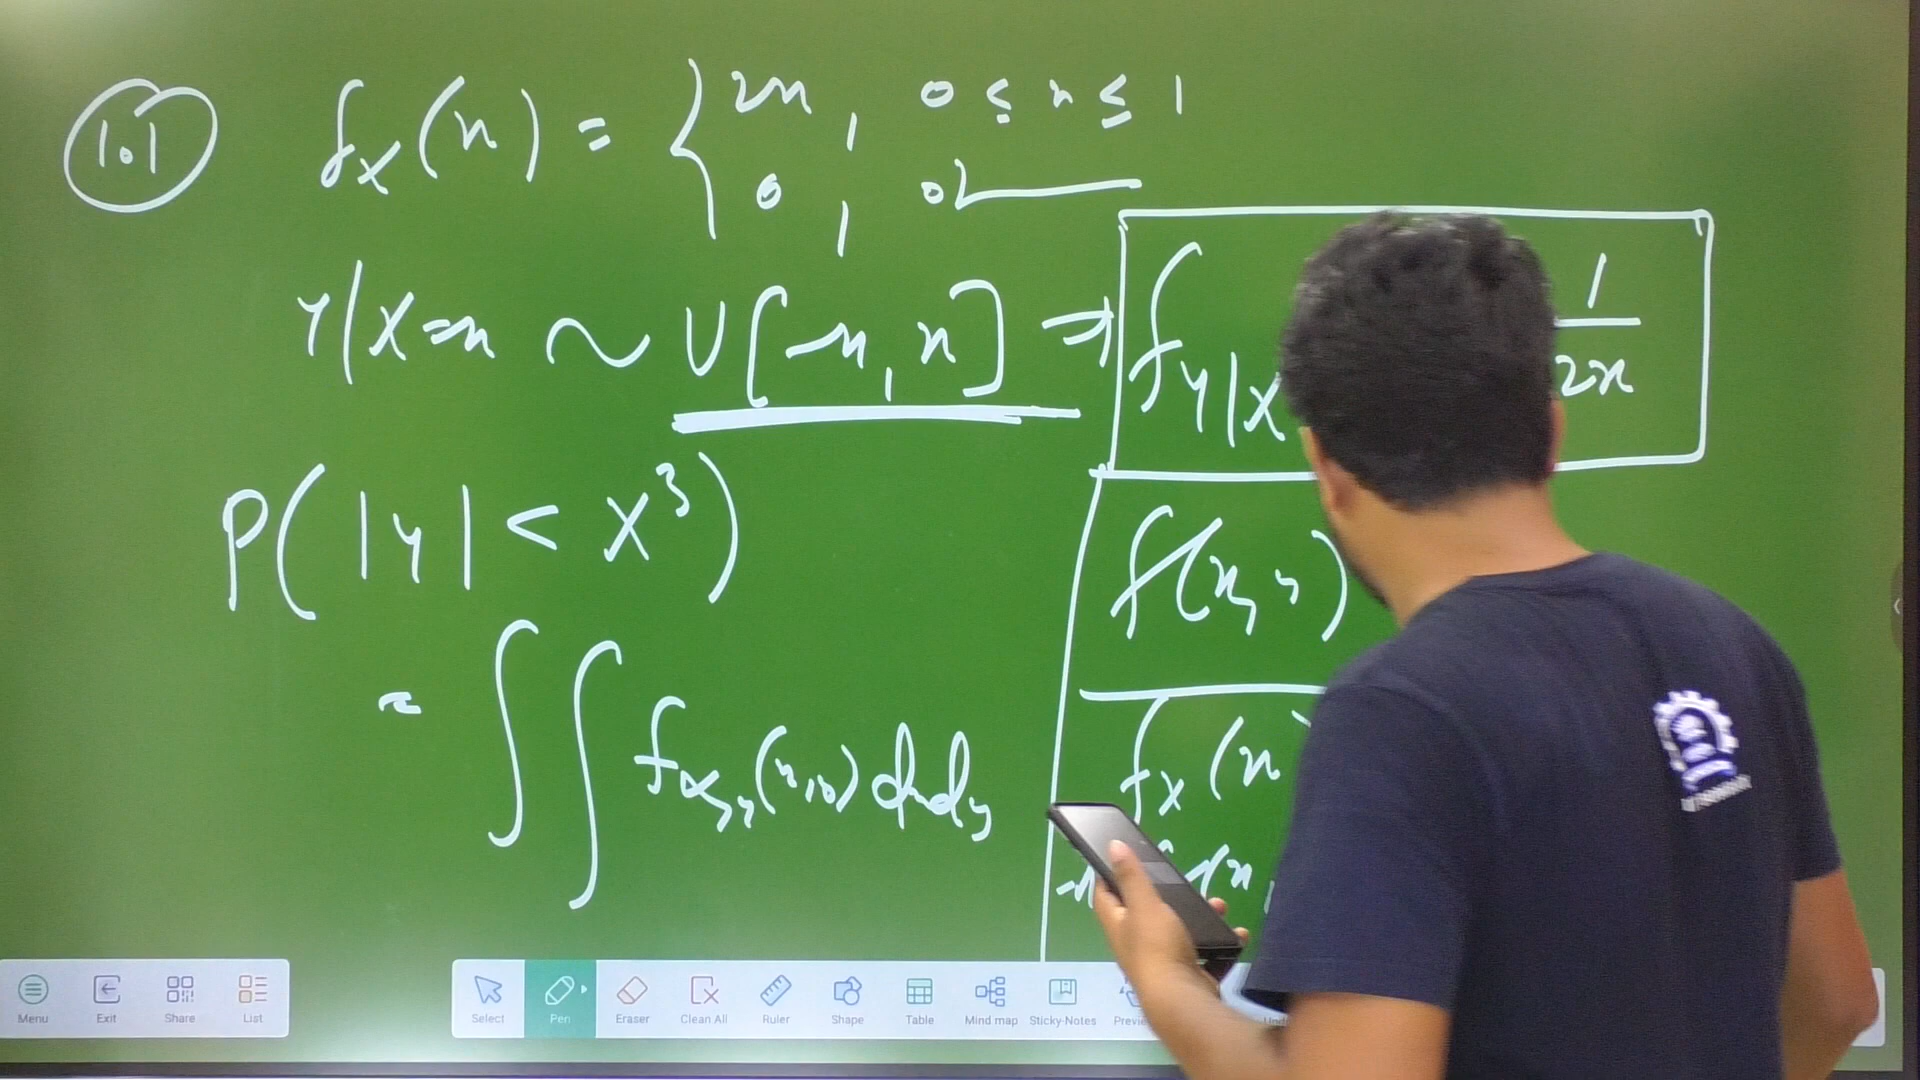 1.1
f_X(x) = { 2x, 0 ≤ x ≤ 1
0, o/
Y|X=x ~ U[-x, x] ⇒
f_Y|X
1/2x
P(|Y| < X³)
= ∫∫ f_X,Y(x,y) dx dy
f(x,y)
f_X(x
Menu Exit Share List
Select Pen Eraser Clean All Ruler Shape Table Mind map Sticky-Notes